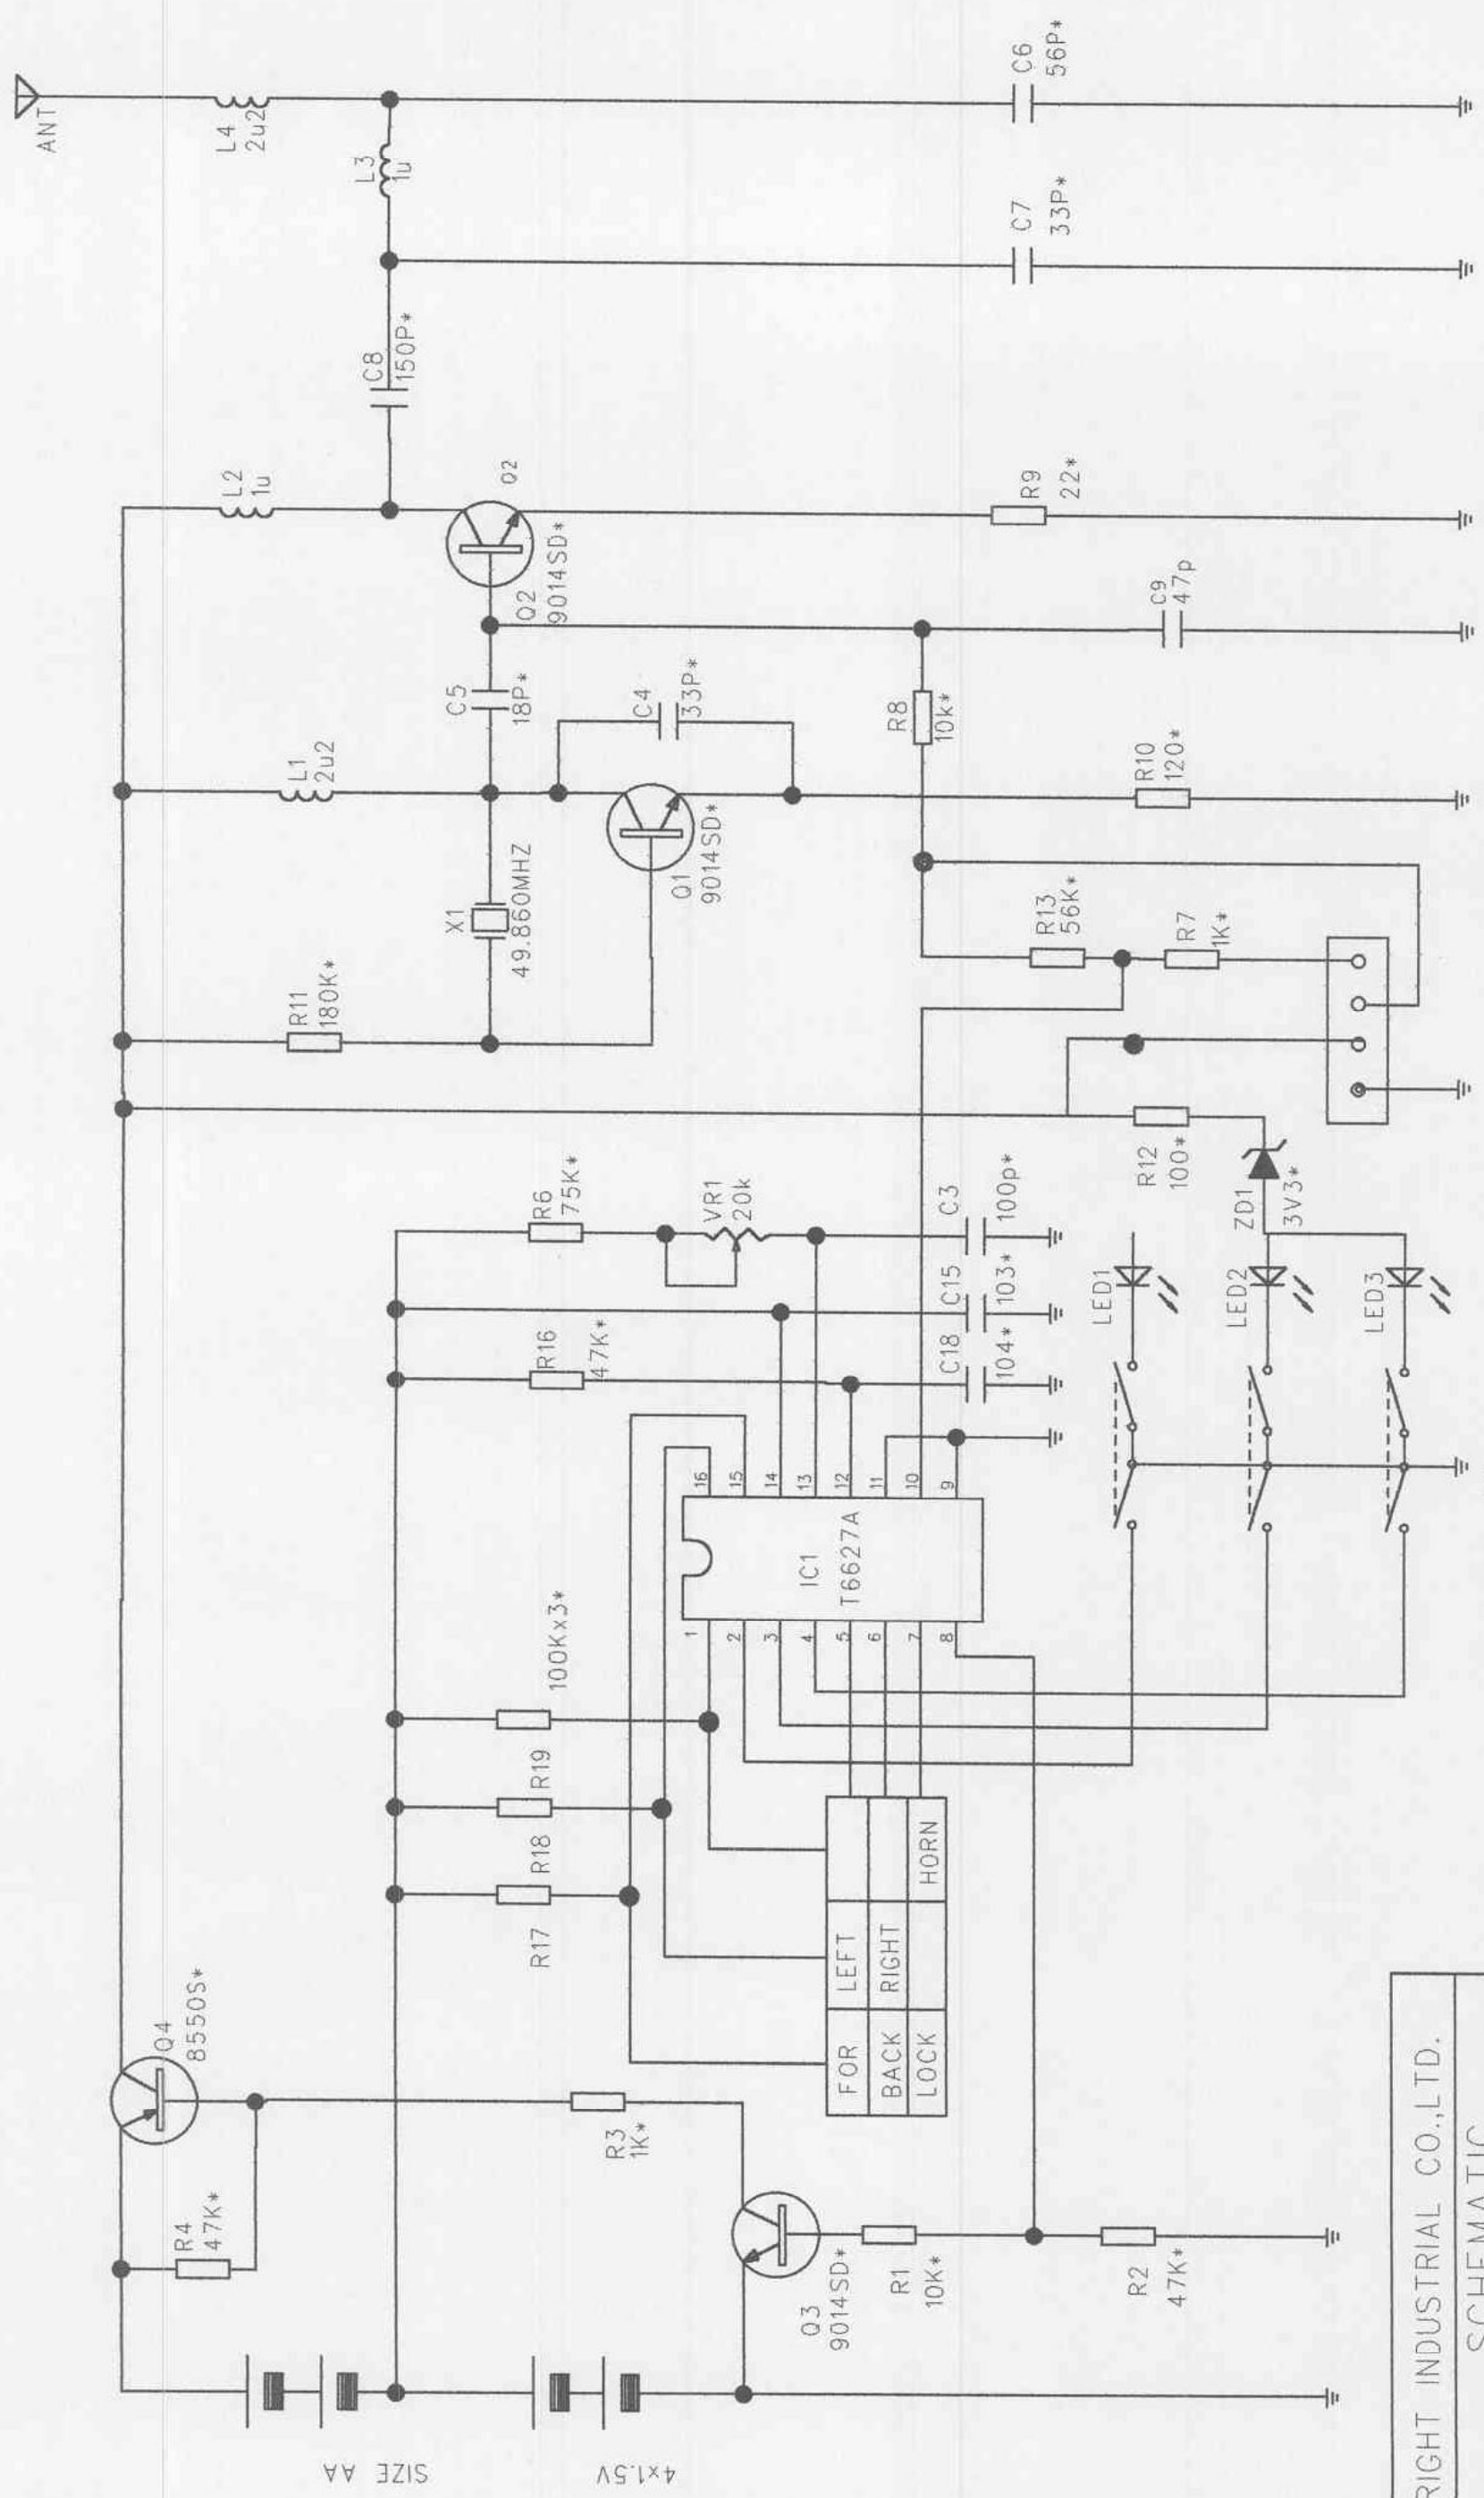 ANT
L4
2u2
L3
1u
C6
56P*
C7
33P*
C8
150P*
L2
1u
Q2
Q2
9014SD*
R9
22*
C9
47p
C5
18P*
C4
33P*
L1
2u2
R8
10k*
R10
120*
X1
49.860MHZ
Q1
9014SD*
R13
56K*
R7
1K*
R11
180K*
R12
100*
ZD1
3V3*
R6
75K*
VR1
20k
C3
100p*
C15
103*
C18
104*
R16
47K*
LED1
LED2
LED3
16
15
14
13
12
11
10
9
IC1
T6627A
1
2
3
4
5
6
7
8
100Kx3*
R19
R18
R17
FOR LEFT
BACK RIGHT
LOCK HORN
Q4
8550S*
R3
1K*
R4
47K*
Q3
9014SD*
R1
10K*
R2
47K*
SIZE AA
4x1.5V
RIGHT INDUSTRIAL CO.,LTD.
SCHEMATIC